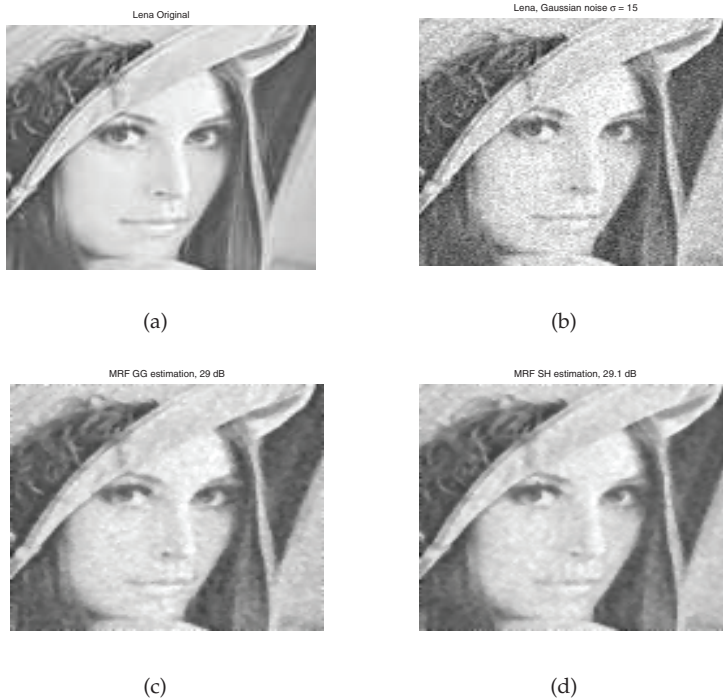 Lena Original
Lena, Gaussian noise σ = 15
(a)
(b)
MRF GG estimation, 29 dB
MRF SH estimation, 29.1 dB
(c)
(d)